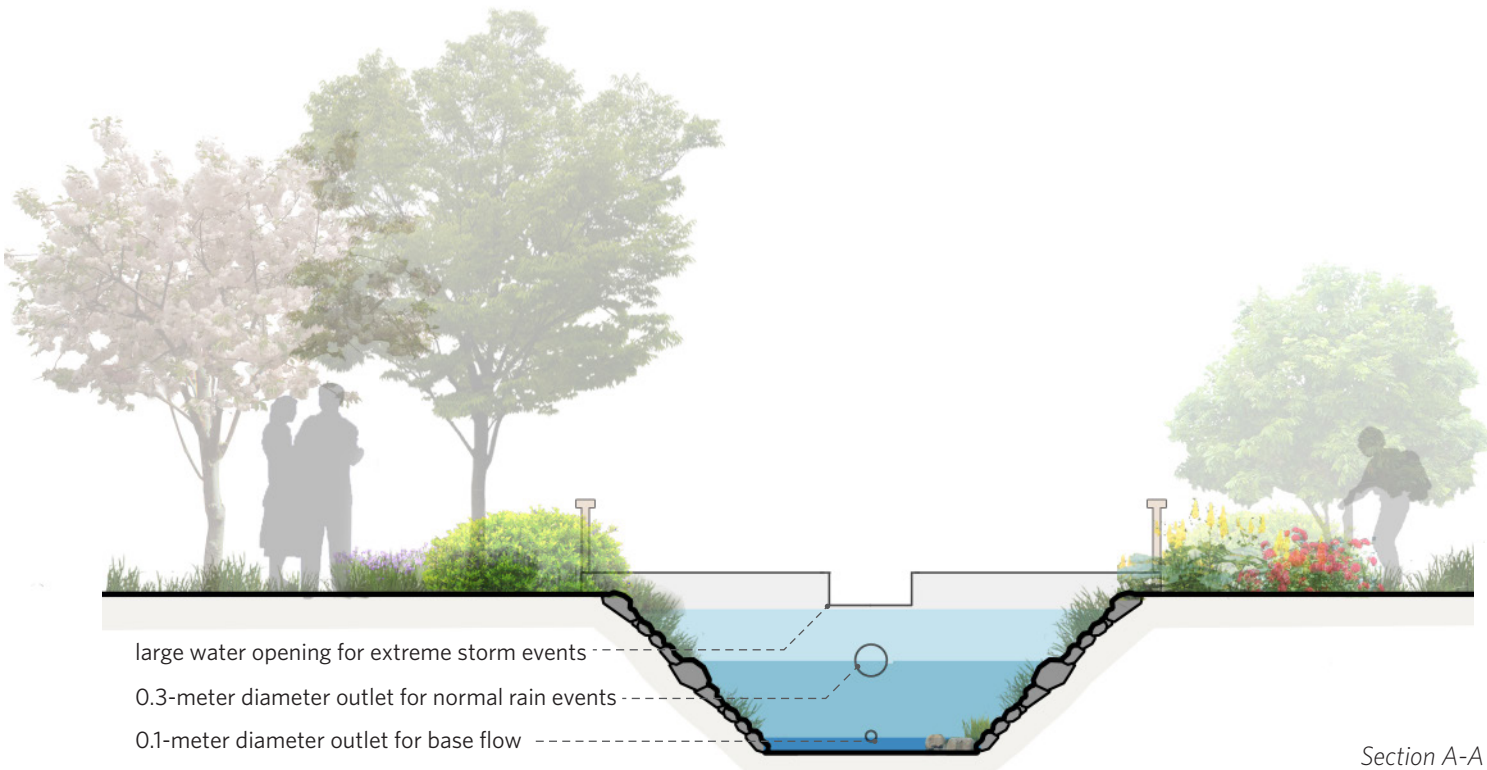 large water opening for extreme storm events
0.3-meter diameter outlet for normal rain events
0.1-meter diameter outlet for base flow
Section A-A